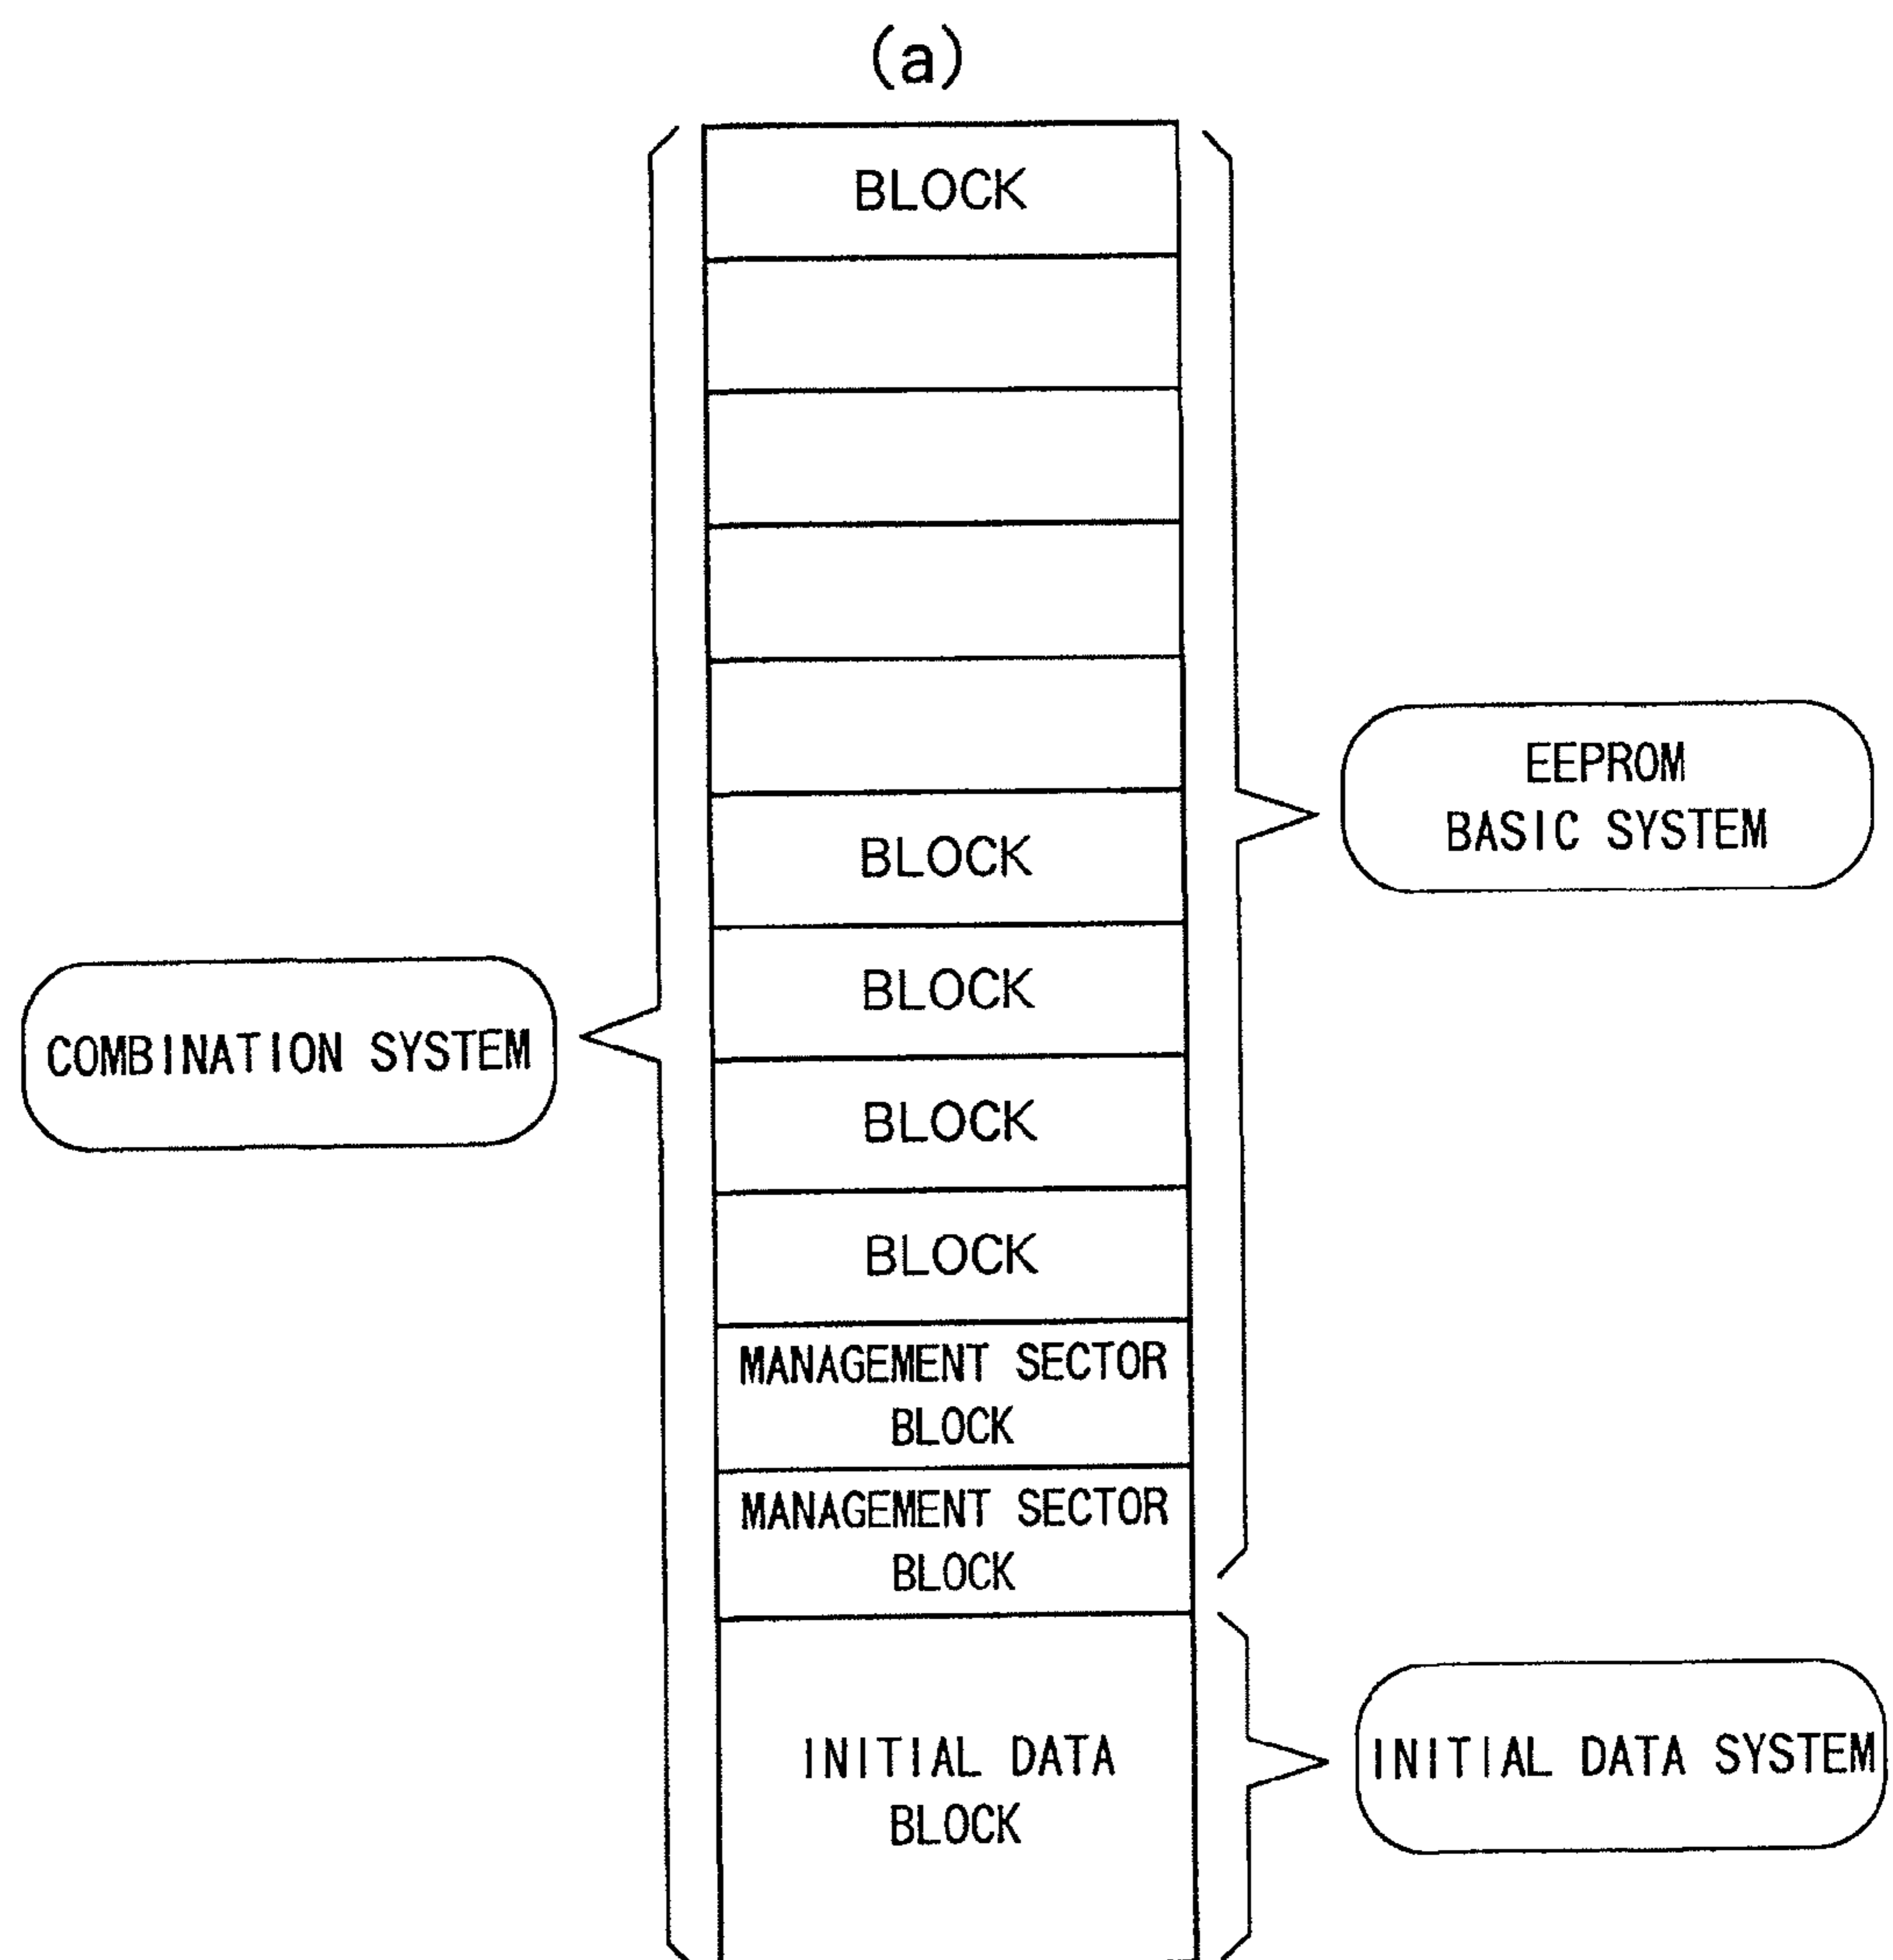 (a)
BLOCK
EEPROM
BASIC SYSTEM
BLOCK
BLOCK
COMBINATION SYSTEM
BLOCK
BLOCK
MANAGEMENT SECTOR
BLOCK
MANAGEMENT SECTOR
BLOCK
INITIAL DATA
BLOCK
INITIAL DATA SYSTEM